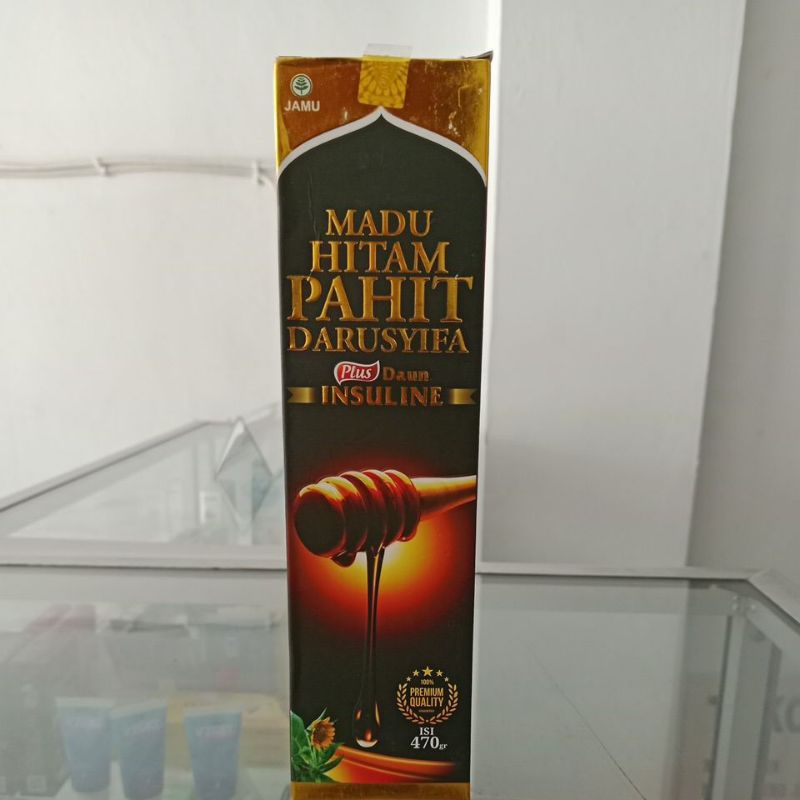 JAMU
MADU
HITAM
PAHIT
DARUSYIFA
Plus Daun
INSULINE
100%
PREMIUM
QUALITY
ISI
470gr